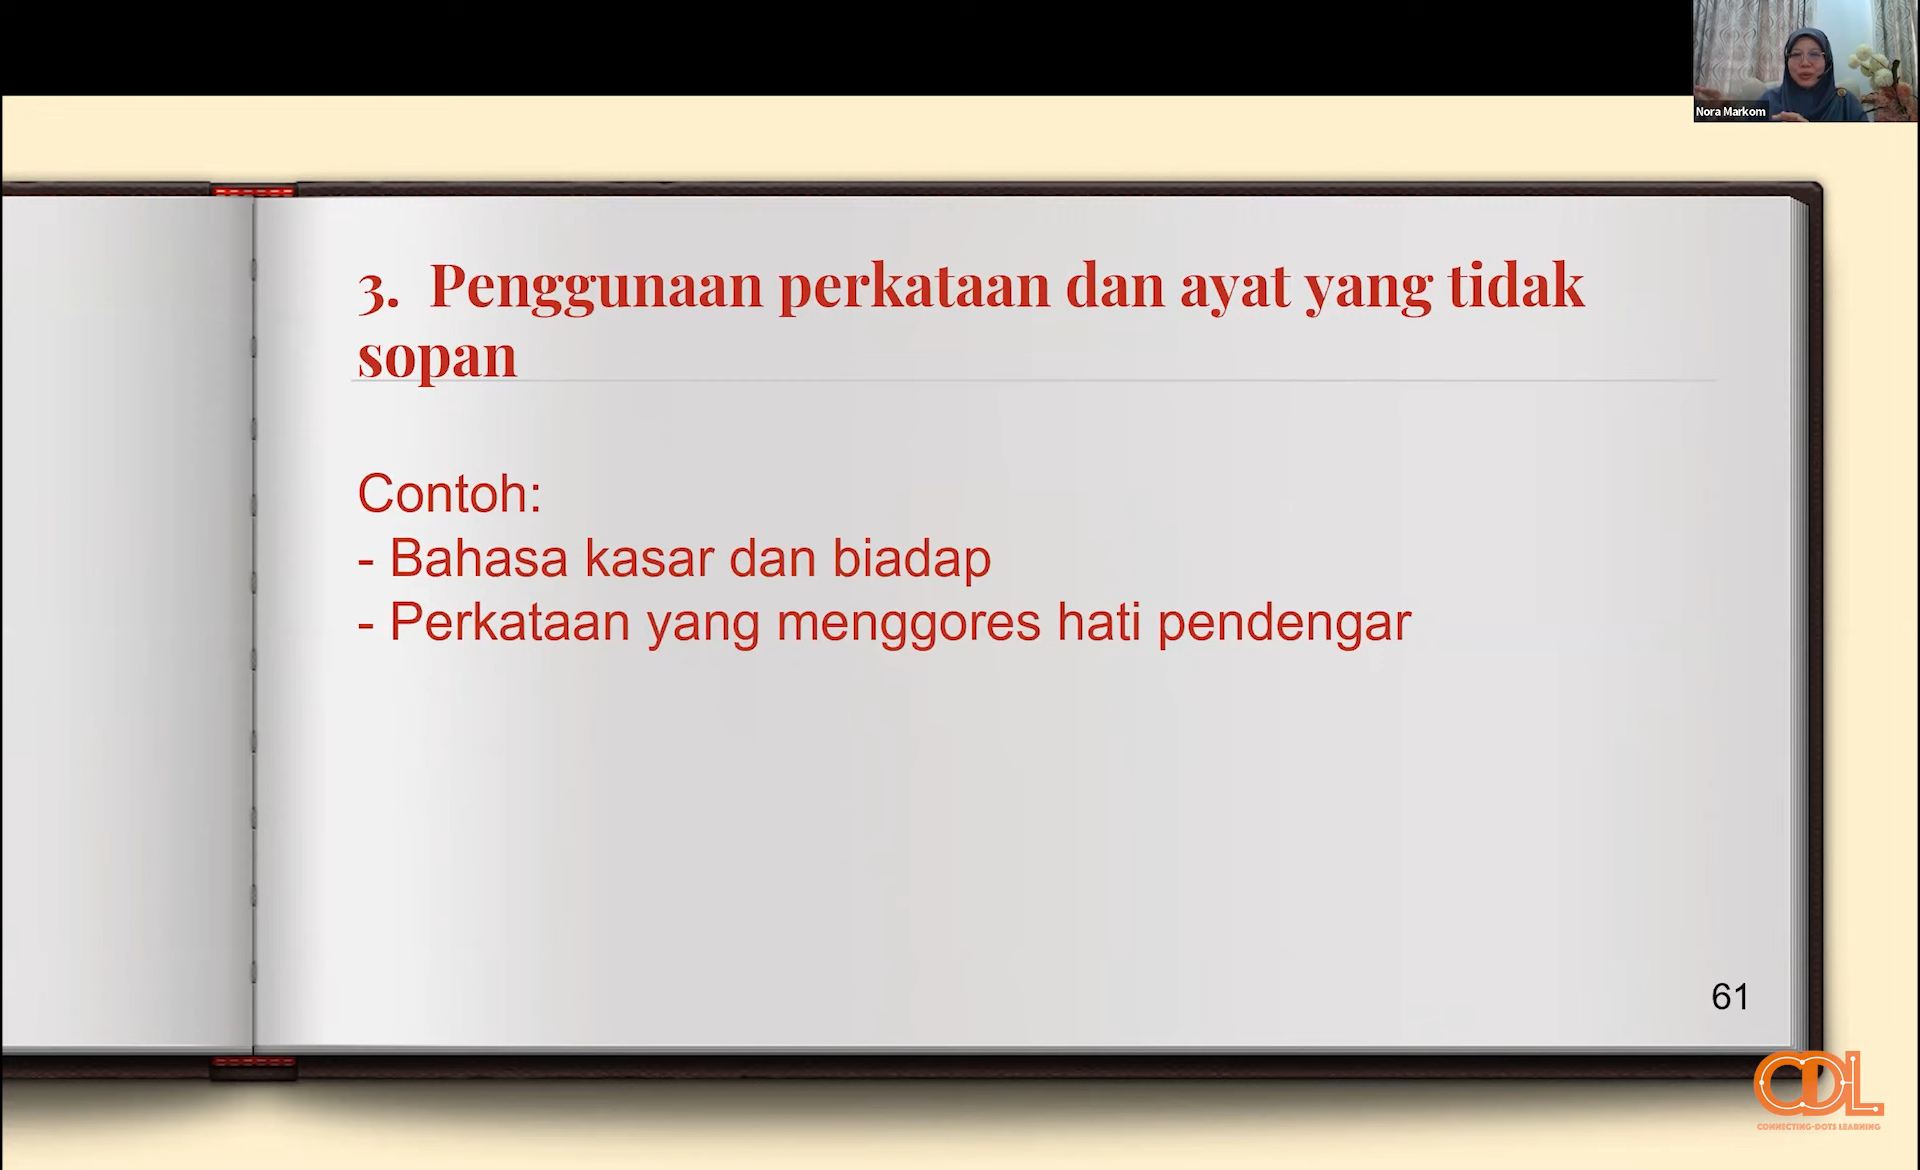 Nora Markom
3. Penggunaan perkataan dan ayat yang tidak
sopan
Contoh:
- Bahasa kasar dan biadap
- Perkataan yang menggores hati pendengar
61
CDL
CONNECTING-DOTS LEARNING